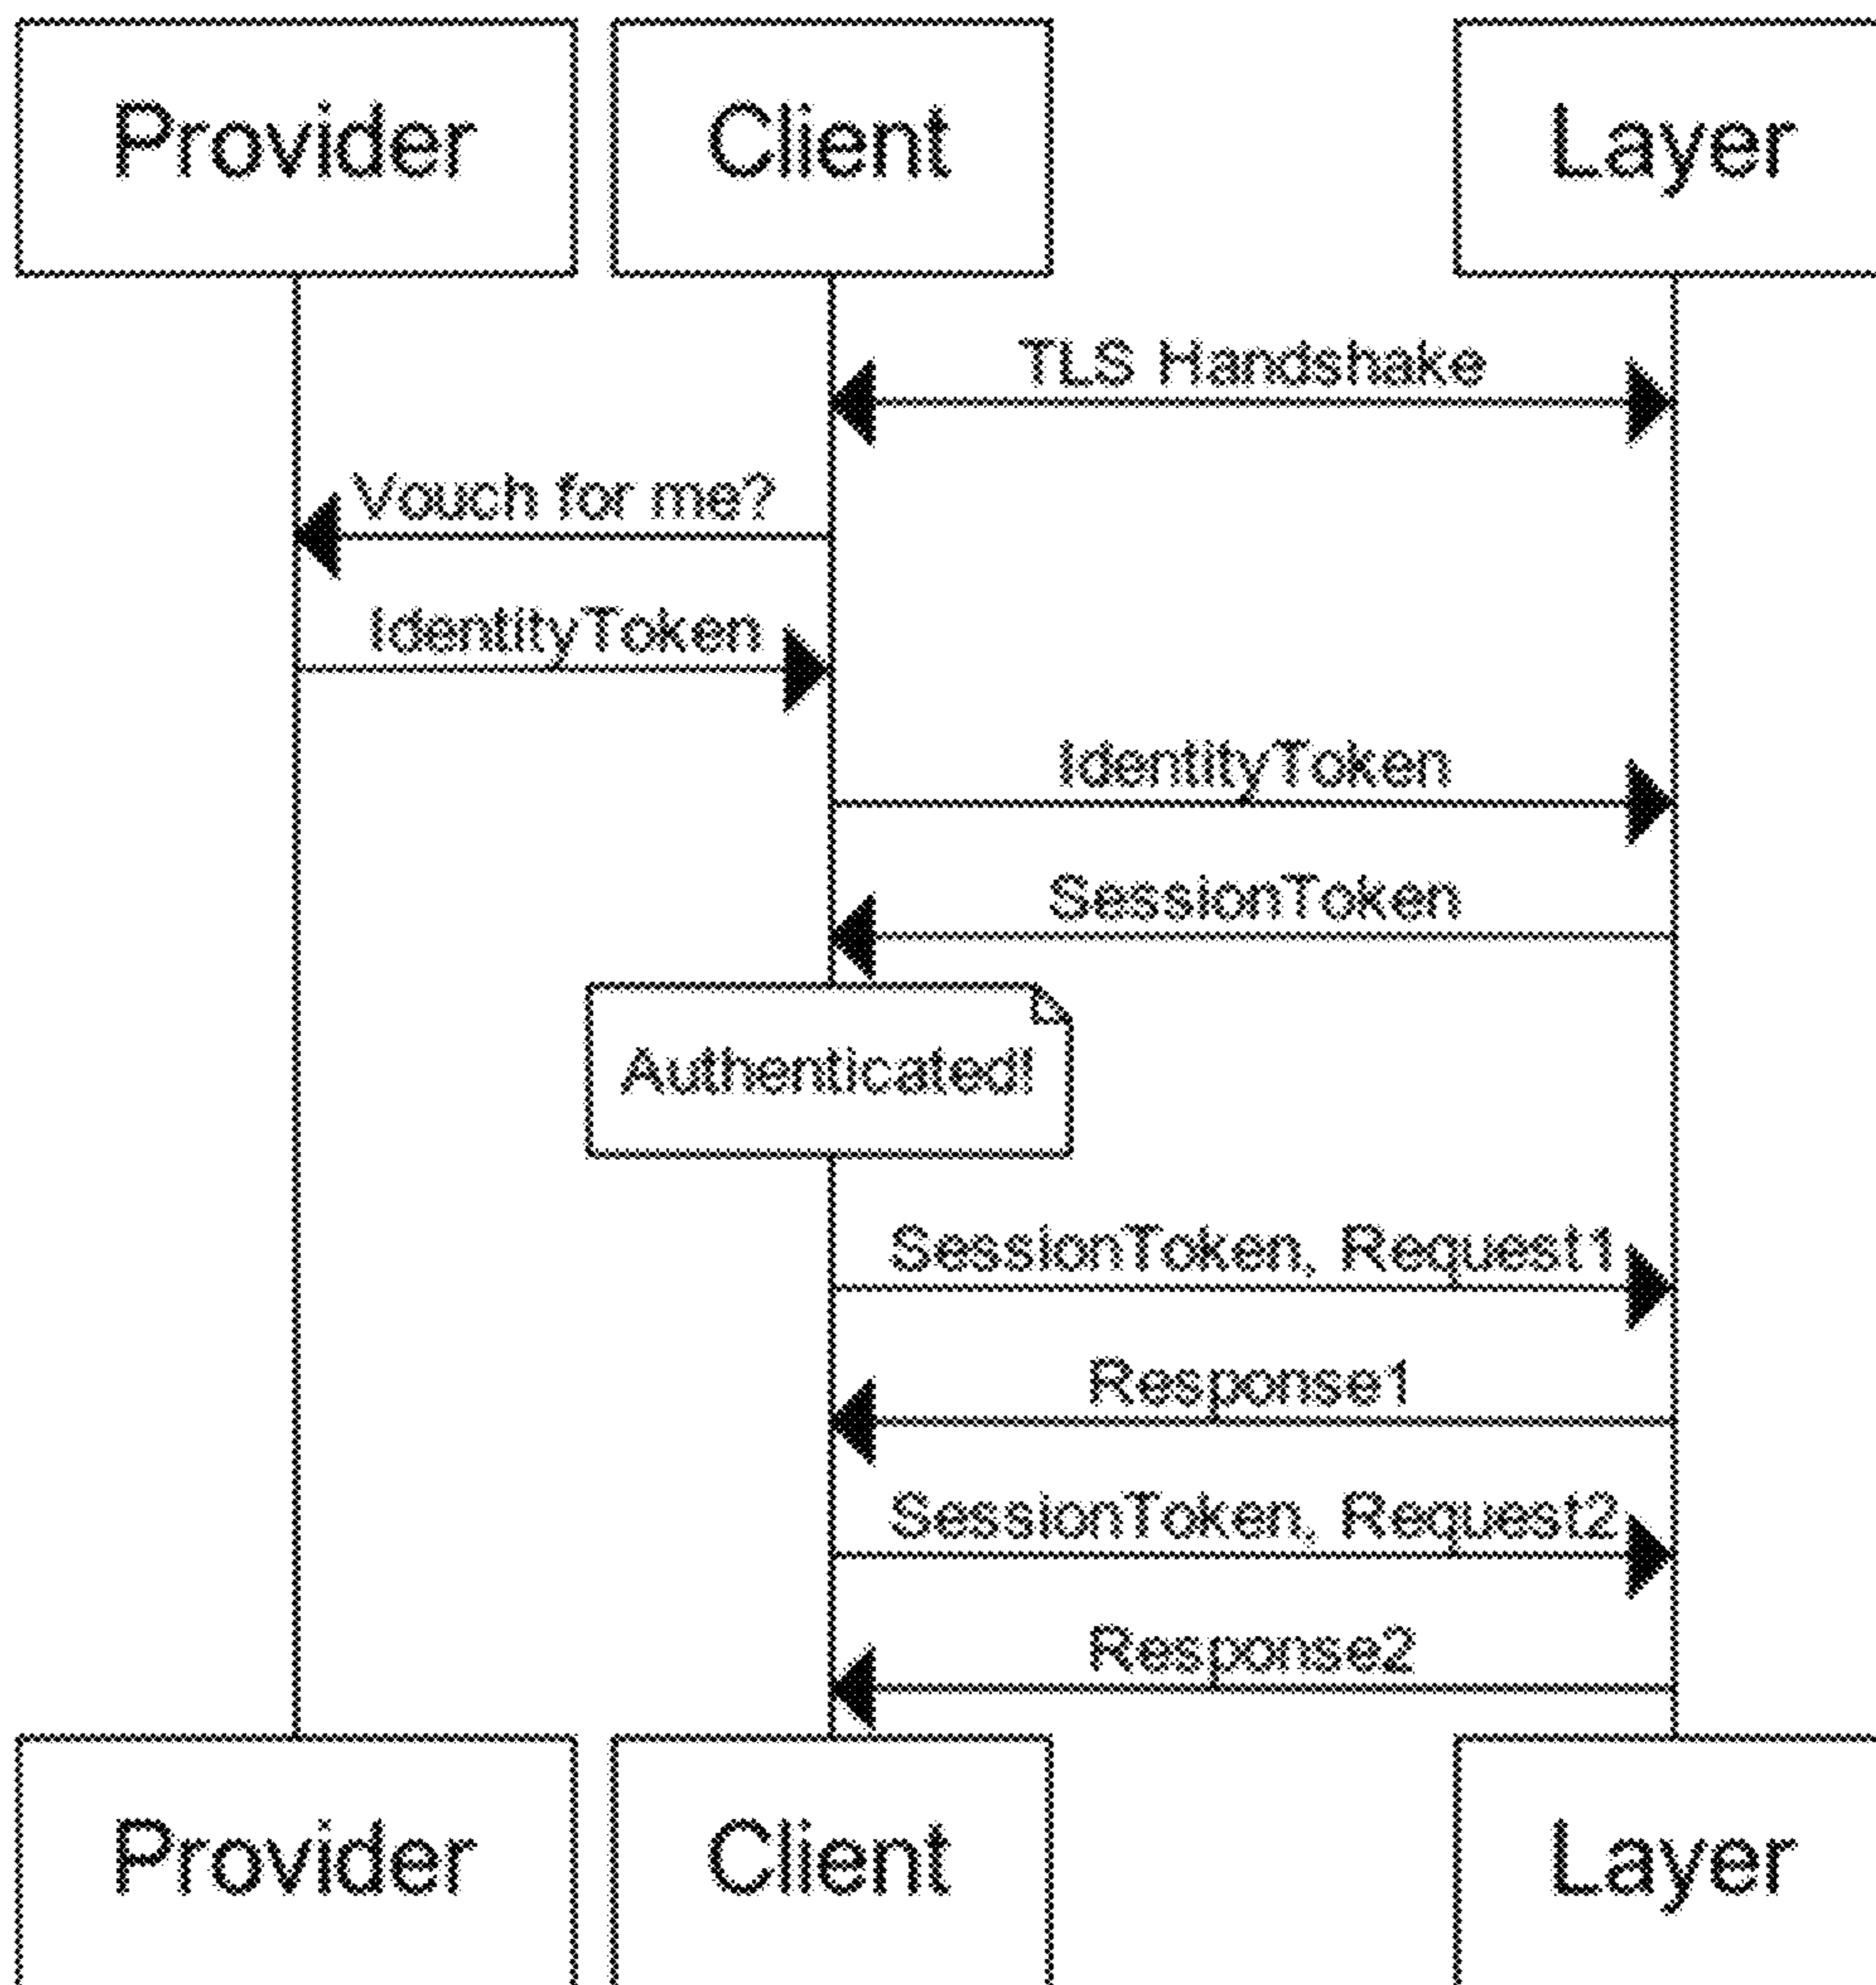 Provider
Client
Layer
TLS Handshake
Vouch for me?
IdentityToken
IdentityToken
SessionToken
Authenticated!
SessionToken, Request1
Response1
SessionToken, Request2
Response2
Provider
Client
Layer